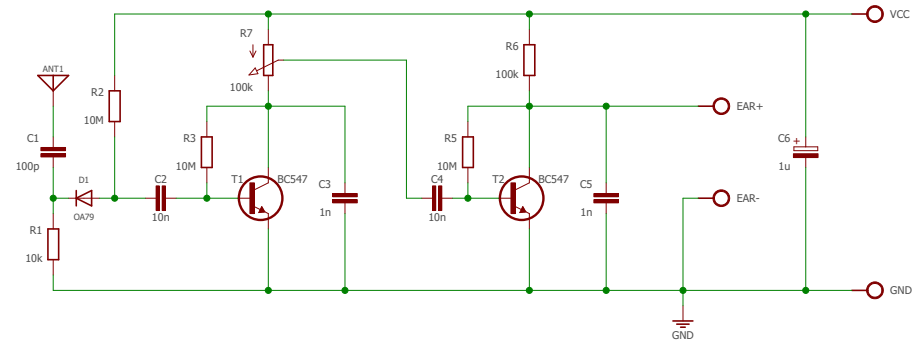 VCC
R7
R6
100k
100k
ANT1
R2
10M
EAR+
C1
100p
R3
10M
R5
10M
C6
+
1u
D1
OA79
C2
10n
T1
BC547
C3
1n
C4
10n
T2
BC547
C5
1n
EAR-
R1
10k
GND
GND